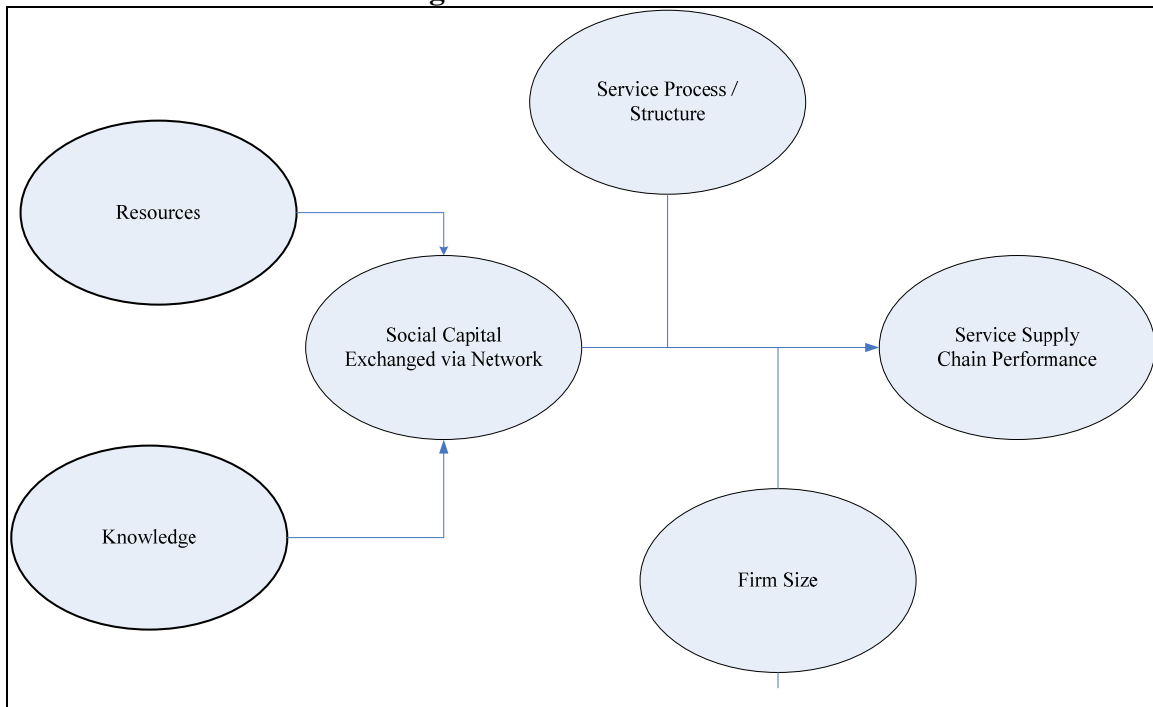 Service Process /
Structure
Resources
Social Capital
Exchanged via Network
Service Supply
Chain Performance
Knowledge
Firm Size